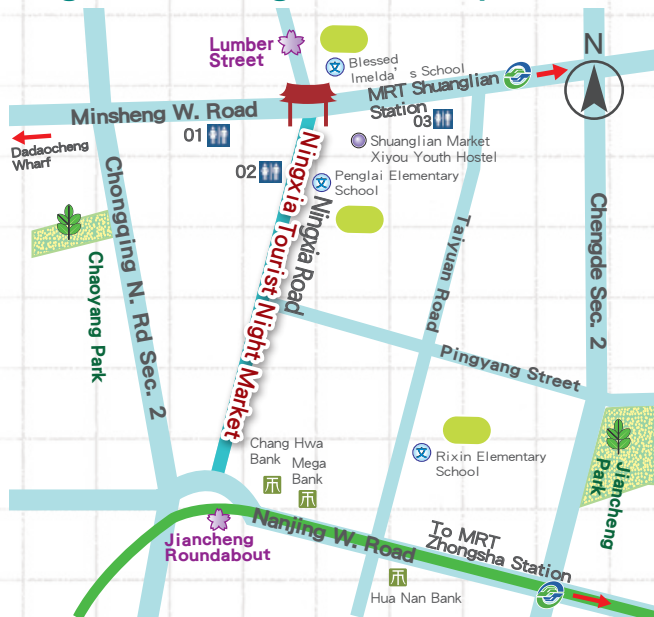 Lumber
Street
文
Blessed
Imelda’s School
N
MRT Shuanglian
Station
Minsheng W. Road
01
03
Dadaocheng
Wharf
Shuanglian Market
Xiyou Youth Hostel
02
文
Penglai Elementary
School
Ningxia Tourist Night Market
Ningxia Road
Chongqing N. Rd Sec. 2
Taiyuan Road
Chengde Sec. 2
Chaoyang Park
Pingyang Street
Chang Hwa
Bank
Mega
Bank
文
Rixin Elementary
School
Jiancheng
Park
Nanjing W. Road
Jiancheng
Roundabout
To MRT
Zhongsha Station
Hua Nan Bank